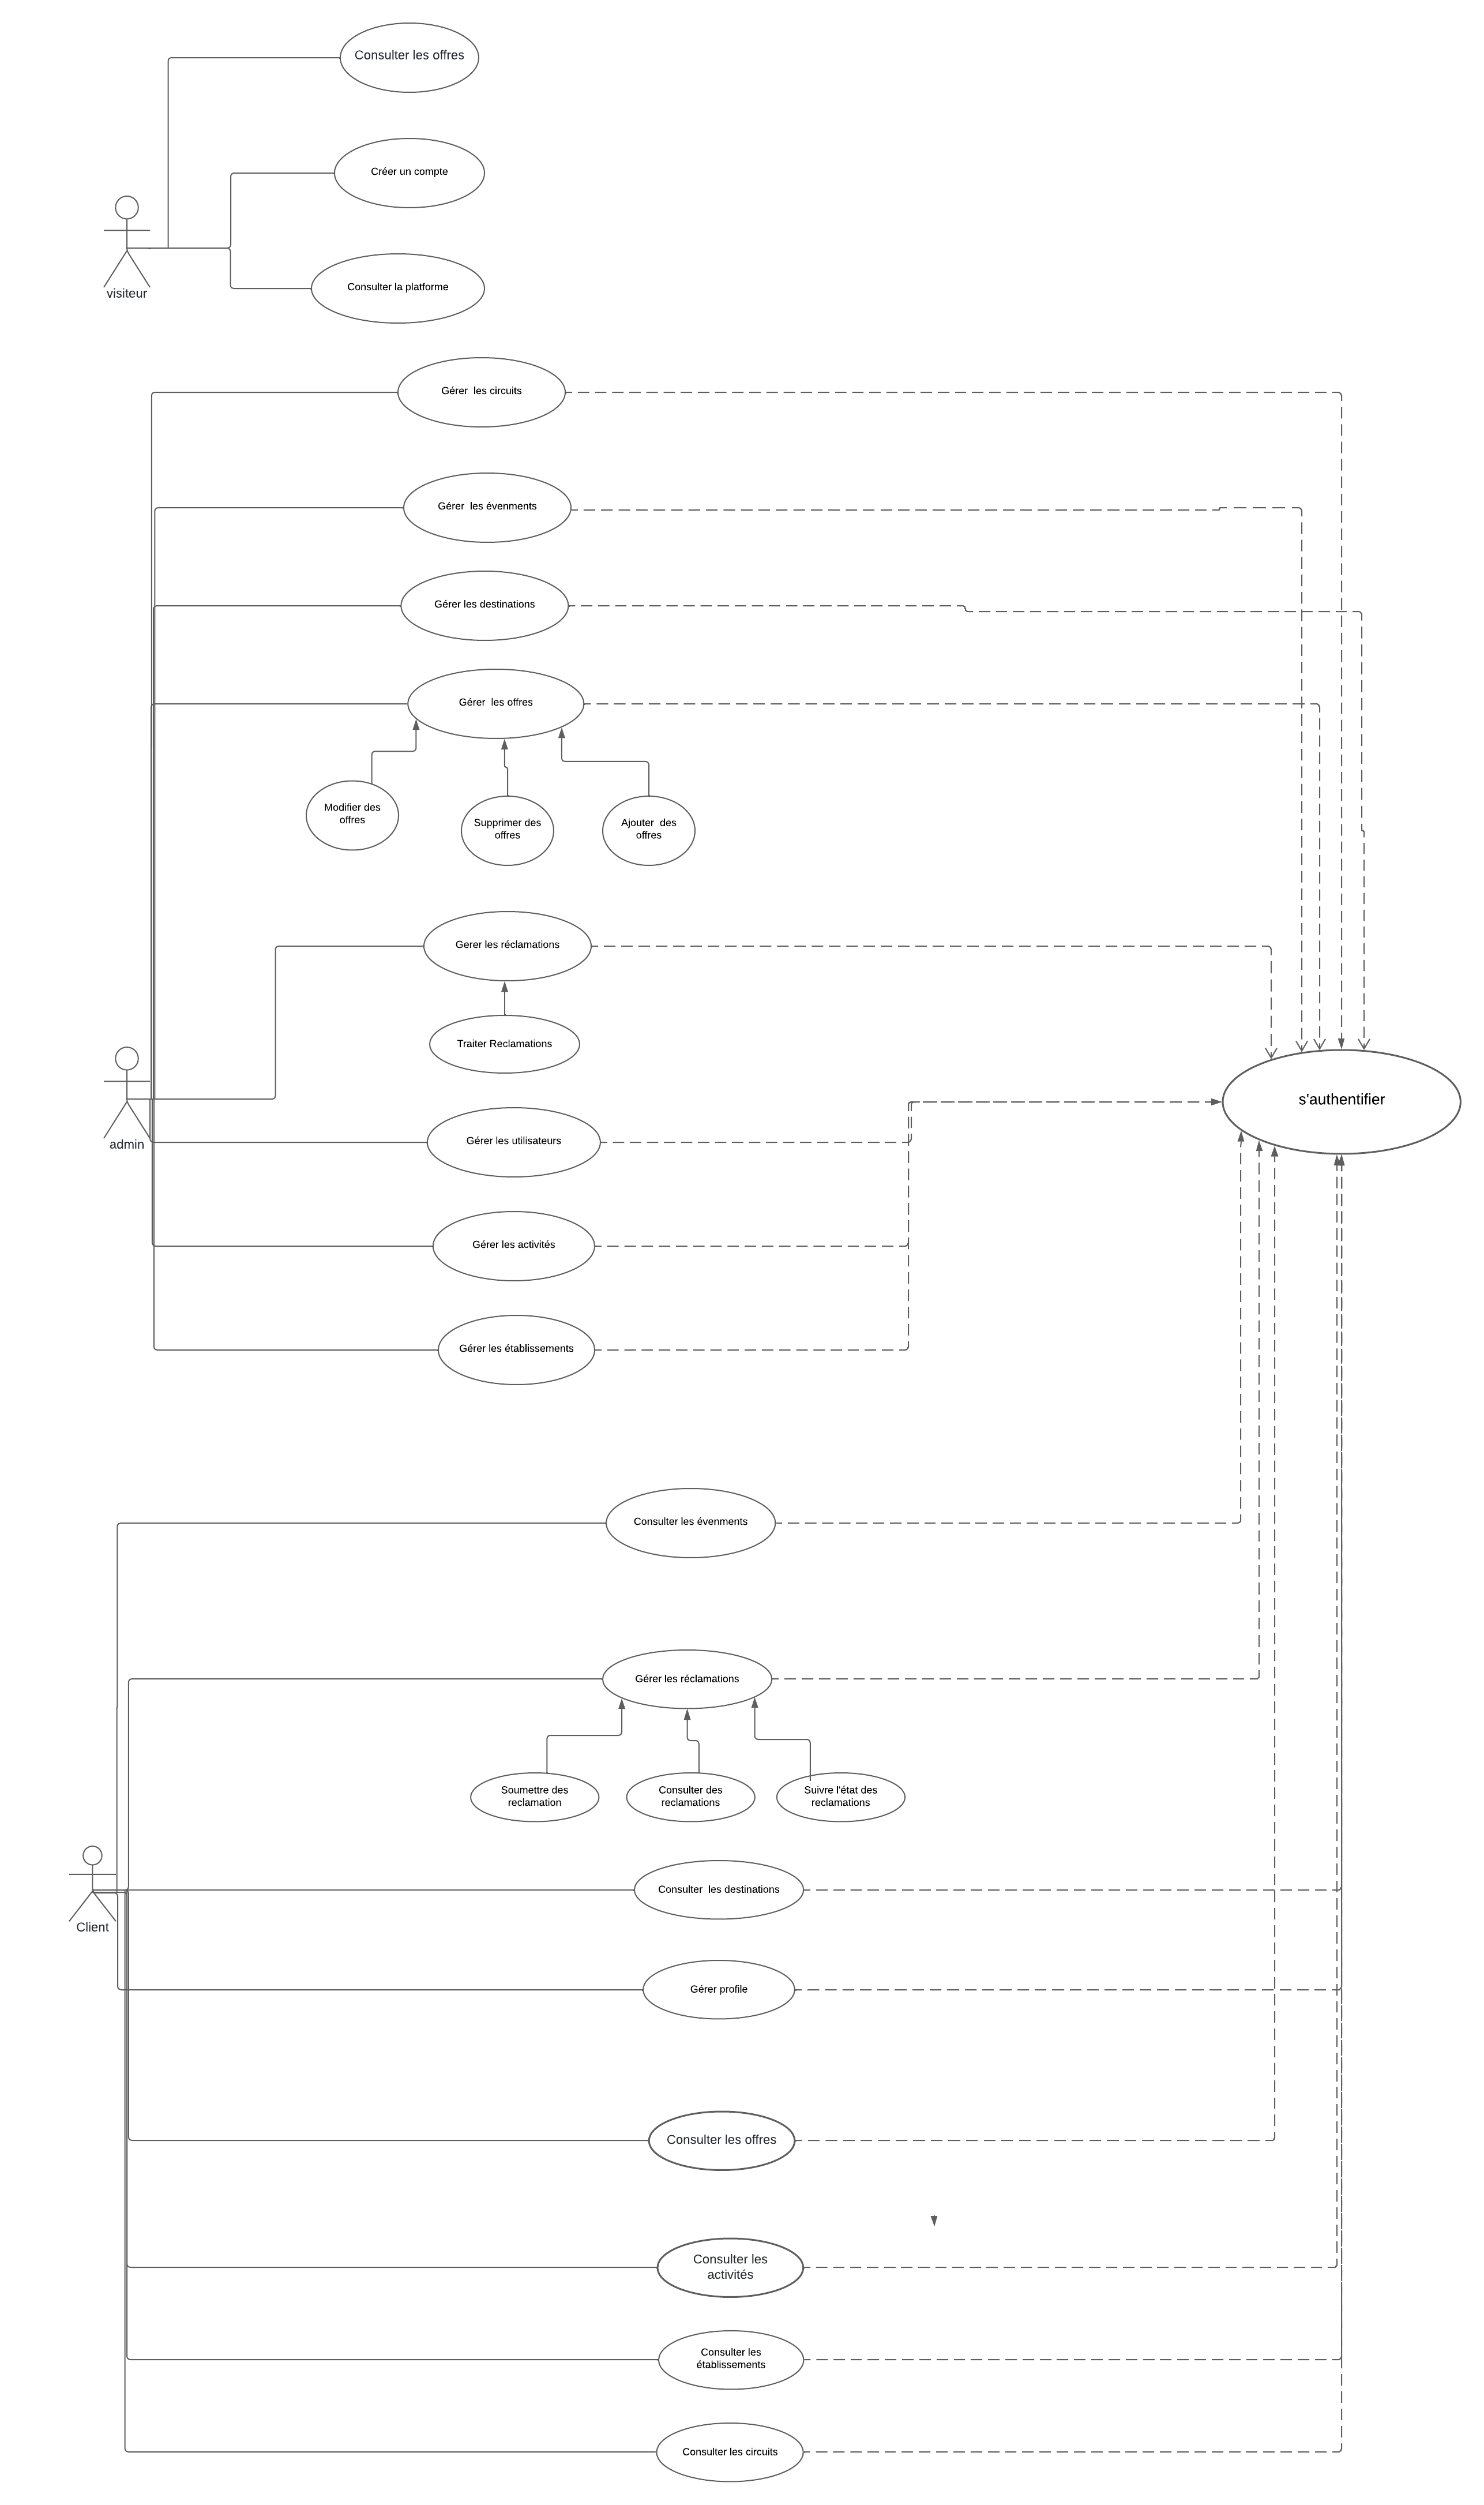 Consulter les offres
Créer un compte
visiteur
Consulter la platforme
Gérer  les circuits
Gérer  les évenments
Gérer les destinations
Gérer  les offres
Modifier des
offres
Supprimer des
offres
Ajouter  des
offres
Gerer les réclamations
Traiter Reclamations
s'authentifier
admin
Gérer les utilisateurs
Gérer les activités
Gérer les établissements
Consulter les évenments
Gérer les réclamations
Soumettre des
reclamation
Consulter des
reclamations
Suivre l'état des
reclamations
Consulter  les destinations
Client
Gérer profile
Consulter les offres
Consulter les
activités
Consulter les
établissements
Consulter les circuits